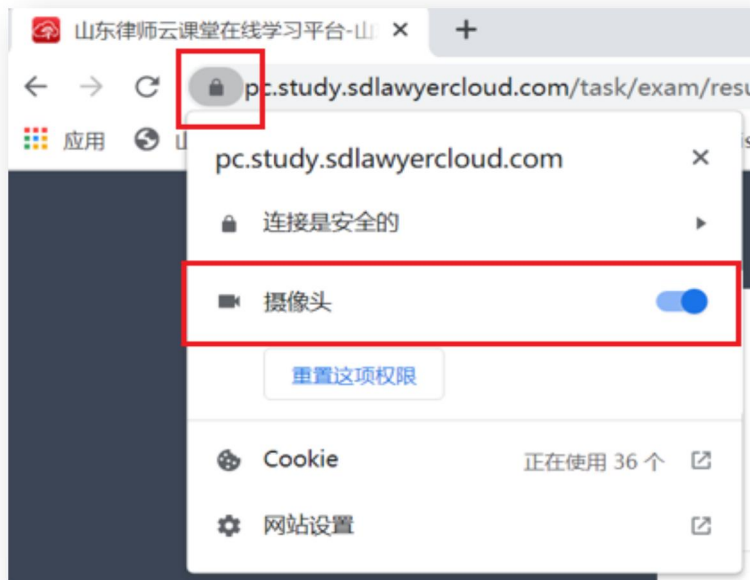 山东律师云课堂在线学习平台-山
pc.study.sdlawyercloud.com/task/exam/resu
应用
pc.study.sdlawyercloud.com
连接是安全的
摄像头
重置这项权限
Cookie 正在使用 36 个
网站设置